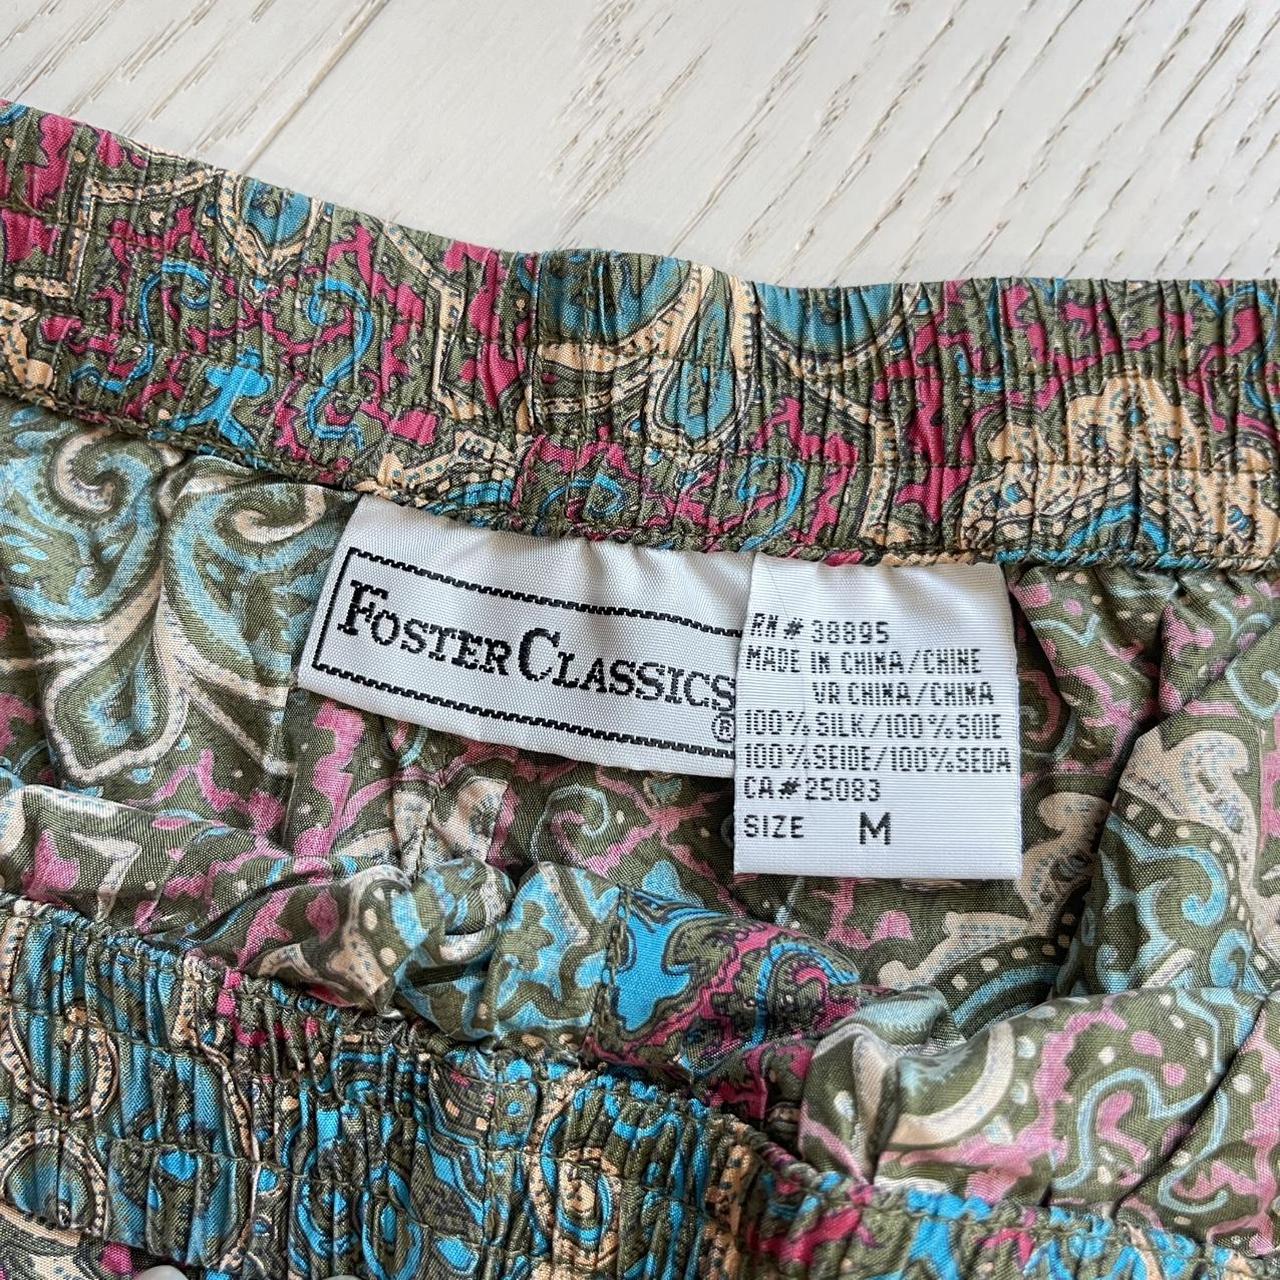 FOSTER CLASSICS
®
RN # 38895
MADE IN CHINA/CHINE
VR CHINA/CHINA
100% SILK/100% SOIE
100% SEIDE/100% SEDA
CA # 25083
SIZE M